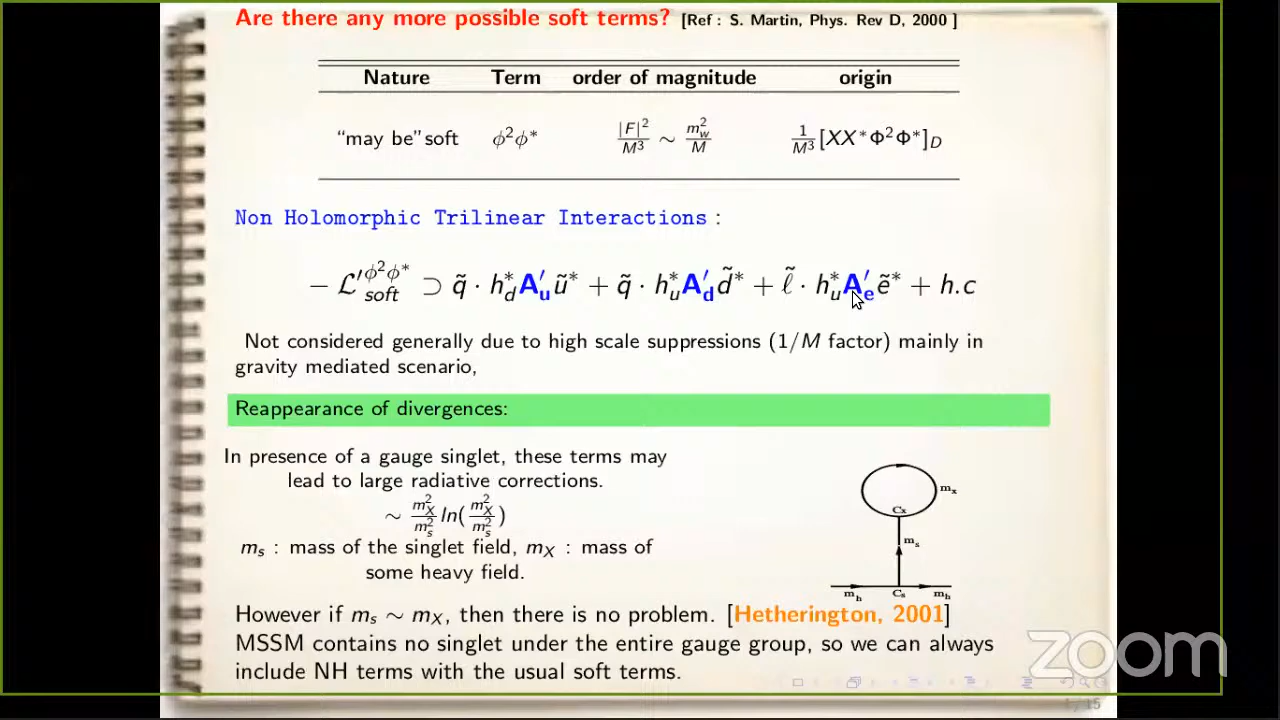 Are there any more possible soft terms? [Ref : S. Martin, Phys. Rev D, 2000 ]
Nature Term order of magnitude origin
“may be”soft ϕ²ϕ* |F|²/M³ ∼ m_w²/M 1/M³ [XX*Φ²Φ*]_D
Non Holomorphic Trilinear Interactions :
− ℒ′_soft^ϕ²ϕ* ⊃ q̃ · h_d* A′_u ũ* + q̃ · h_u* A′_d d̃* + ℓ̃ · h_u* A′_e ẽ* + h.c
Not considered generally due to high scale suppressions (1/M factor) mainly in
gravity mediated scenario,
Reappearance of divergences:
In presence of a gauge singlet, these terms may
lead to large radiative corrections.
∼ m_X²/m_s² ln(m_X²/m_s²)
m_s : mass of the singlet field, m_X : mass of
some heavy field.
m_x
C_x
m_s
m_h C_s m_h
However if m_s ∼ m_X, then there is no problem. [Hetherington, 2001]
MSSM contains no singlet under the entire gauge group, so we can always
include NH terms with the usual soft terms.
zoom
1 / 15